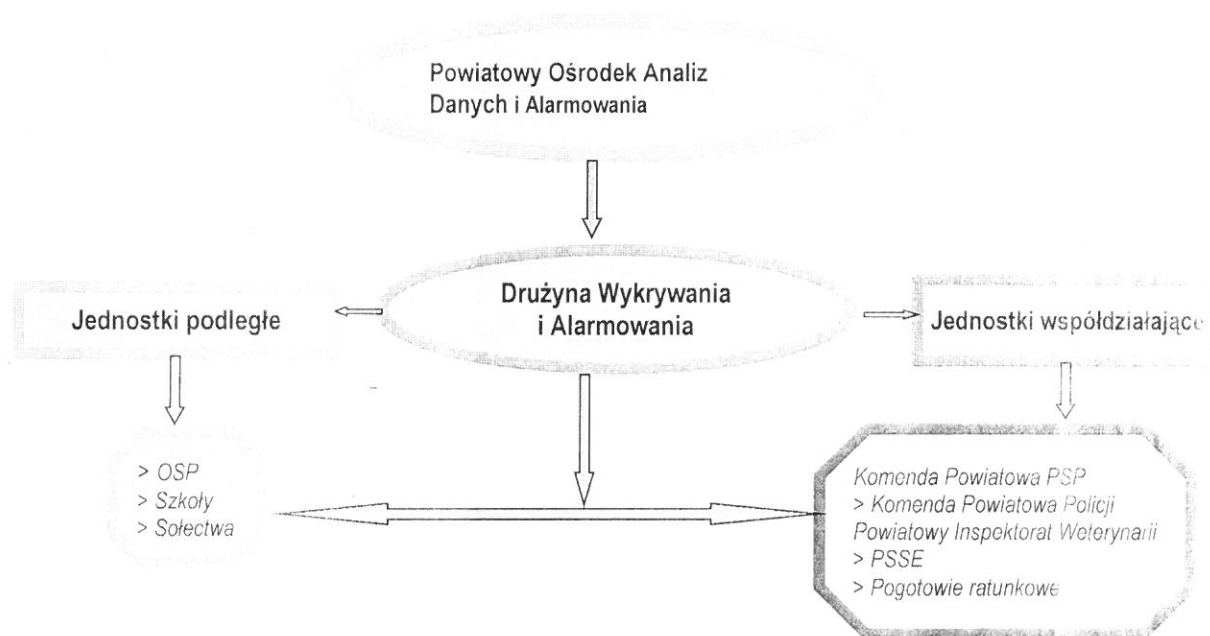 Powiatowy Ośrodek Analiz
Danych i Alarmowania
Drużyna Wykrywania
i Alarmowania
Jednostki podległe
Jednostki współdziałające
> OSP
> Szkoły
> Sołectwa
Komenda Powiatowa PSP
> Komenda Powiatowa Policji
Powiatowy Inspektorat Weterynarii
> PSSE
> Pogotowie ratunkowe